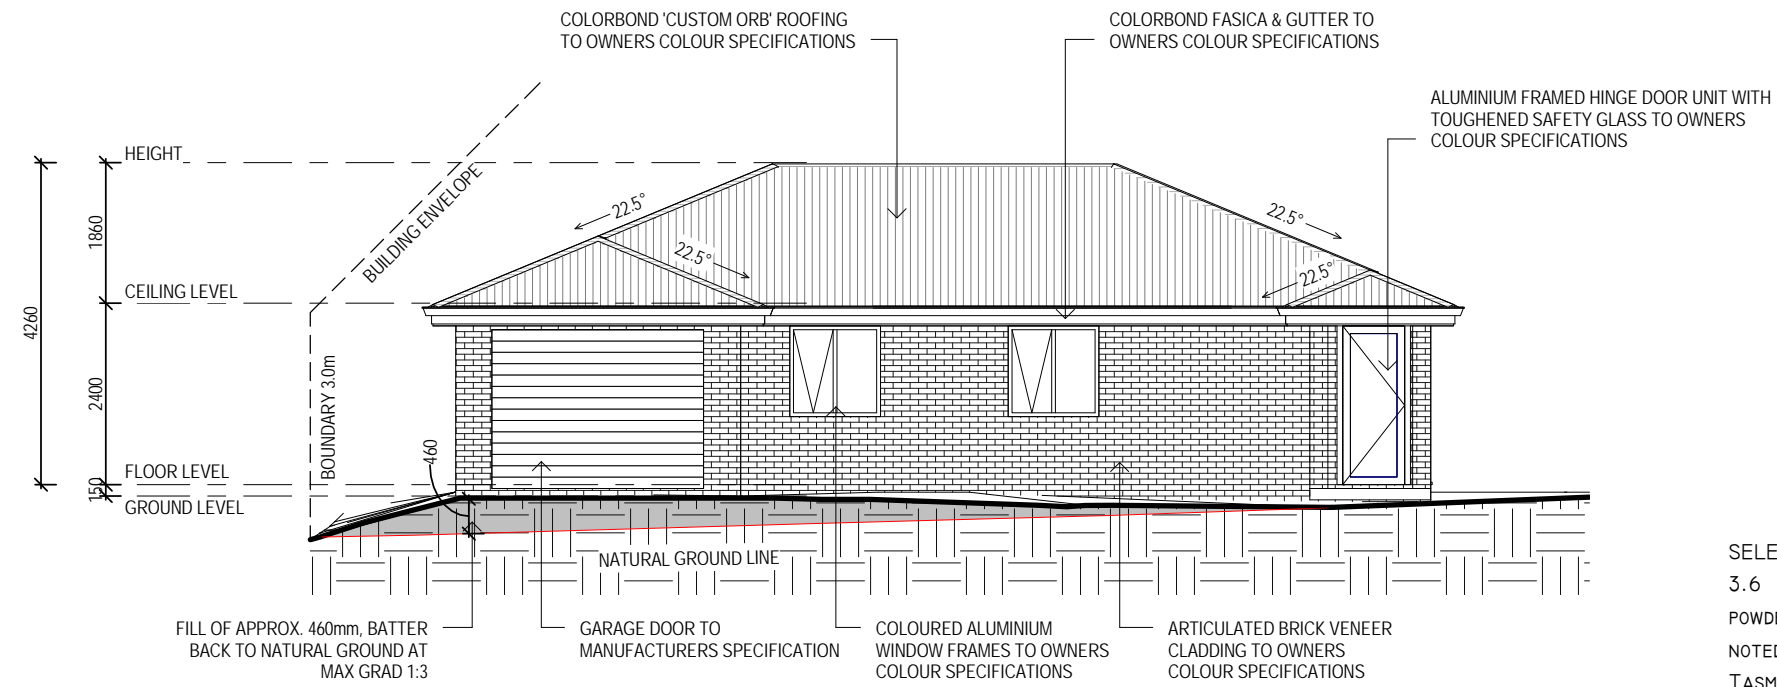 COLORBOND 'CUSTOM ORB' ROOFING
TO OWNERS COLOUR SPECIFICATIONS
COLORBOND FASICA & GUTTER TO
OWNERS COLOUR SPECIFICATIONS
ALUMINIUM FRAMED HINGE DOOR UNIT WITH
TOUGHENED SAFETY GLASS TO OWNERS
COLOUR SPECIFICATIONS
HEIGHT
BUILDING ENVELOPE
22.5°
22.5°
22.5°
22.5°
1860
CEILING LEVEL
4260
2400
BOUNDARY 3.0m
460
FLOOR LEVEL
150
GROUND LEVEL
NATURAL GROUND LINE
FILL OF APPROX. 460mm, BATTER
BACK TO NATURAL GROUND AT
MAX GRAD 1:3
GARAGE DOOR TO
MANUFACTURERS SPECIFICATION
COLOURED ALUMINIUM
WINDOW FRAMES TO OWNERS
COLOUR SPECIFICATIONS
ARTICULATED BRICK VENEER
CLADDING TO OWNERS
COLOUR SPECIFICATIONS
SELE
3.6
POWD
NOTED
TASM